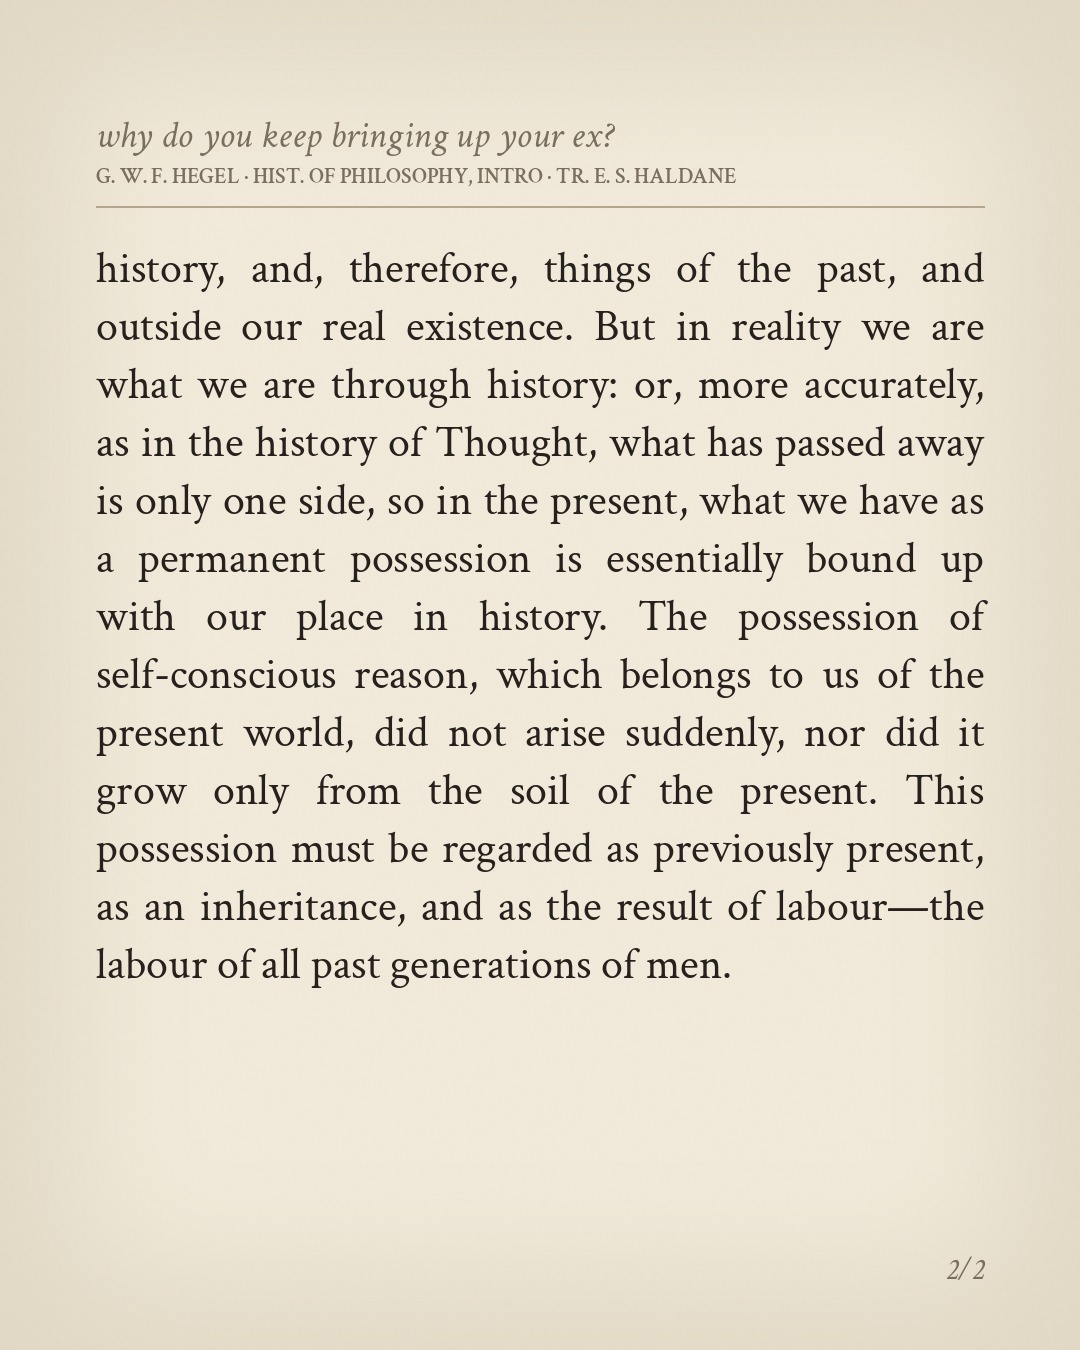 why do you keep bringing up your ex?
G. W. F. HEGEL · HIST. OF PHILOSOPHY, INTRO · TR. E. S. HALDANE
history, and, therefore, things of the past, and
outside our real existence. But in reality we are
what we are through history: or, more accurately,
as in the history of Thought, what has passed away
is only one side, so in the present, what we have as
a permanent possession is essentially bound up
with our place in history. The possession of
self-conscious reason, which belongs to us of the
present world, did not arise suddenly, nor did it
grow only from the soil of the present. This
possession must be regarded as previously present,
as an inheritance, and as the result of labour—the
labour of all past generations of men.
2/2